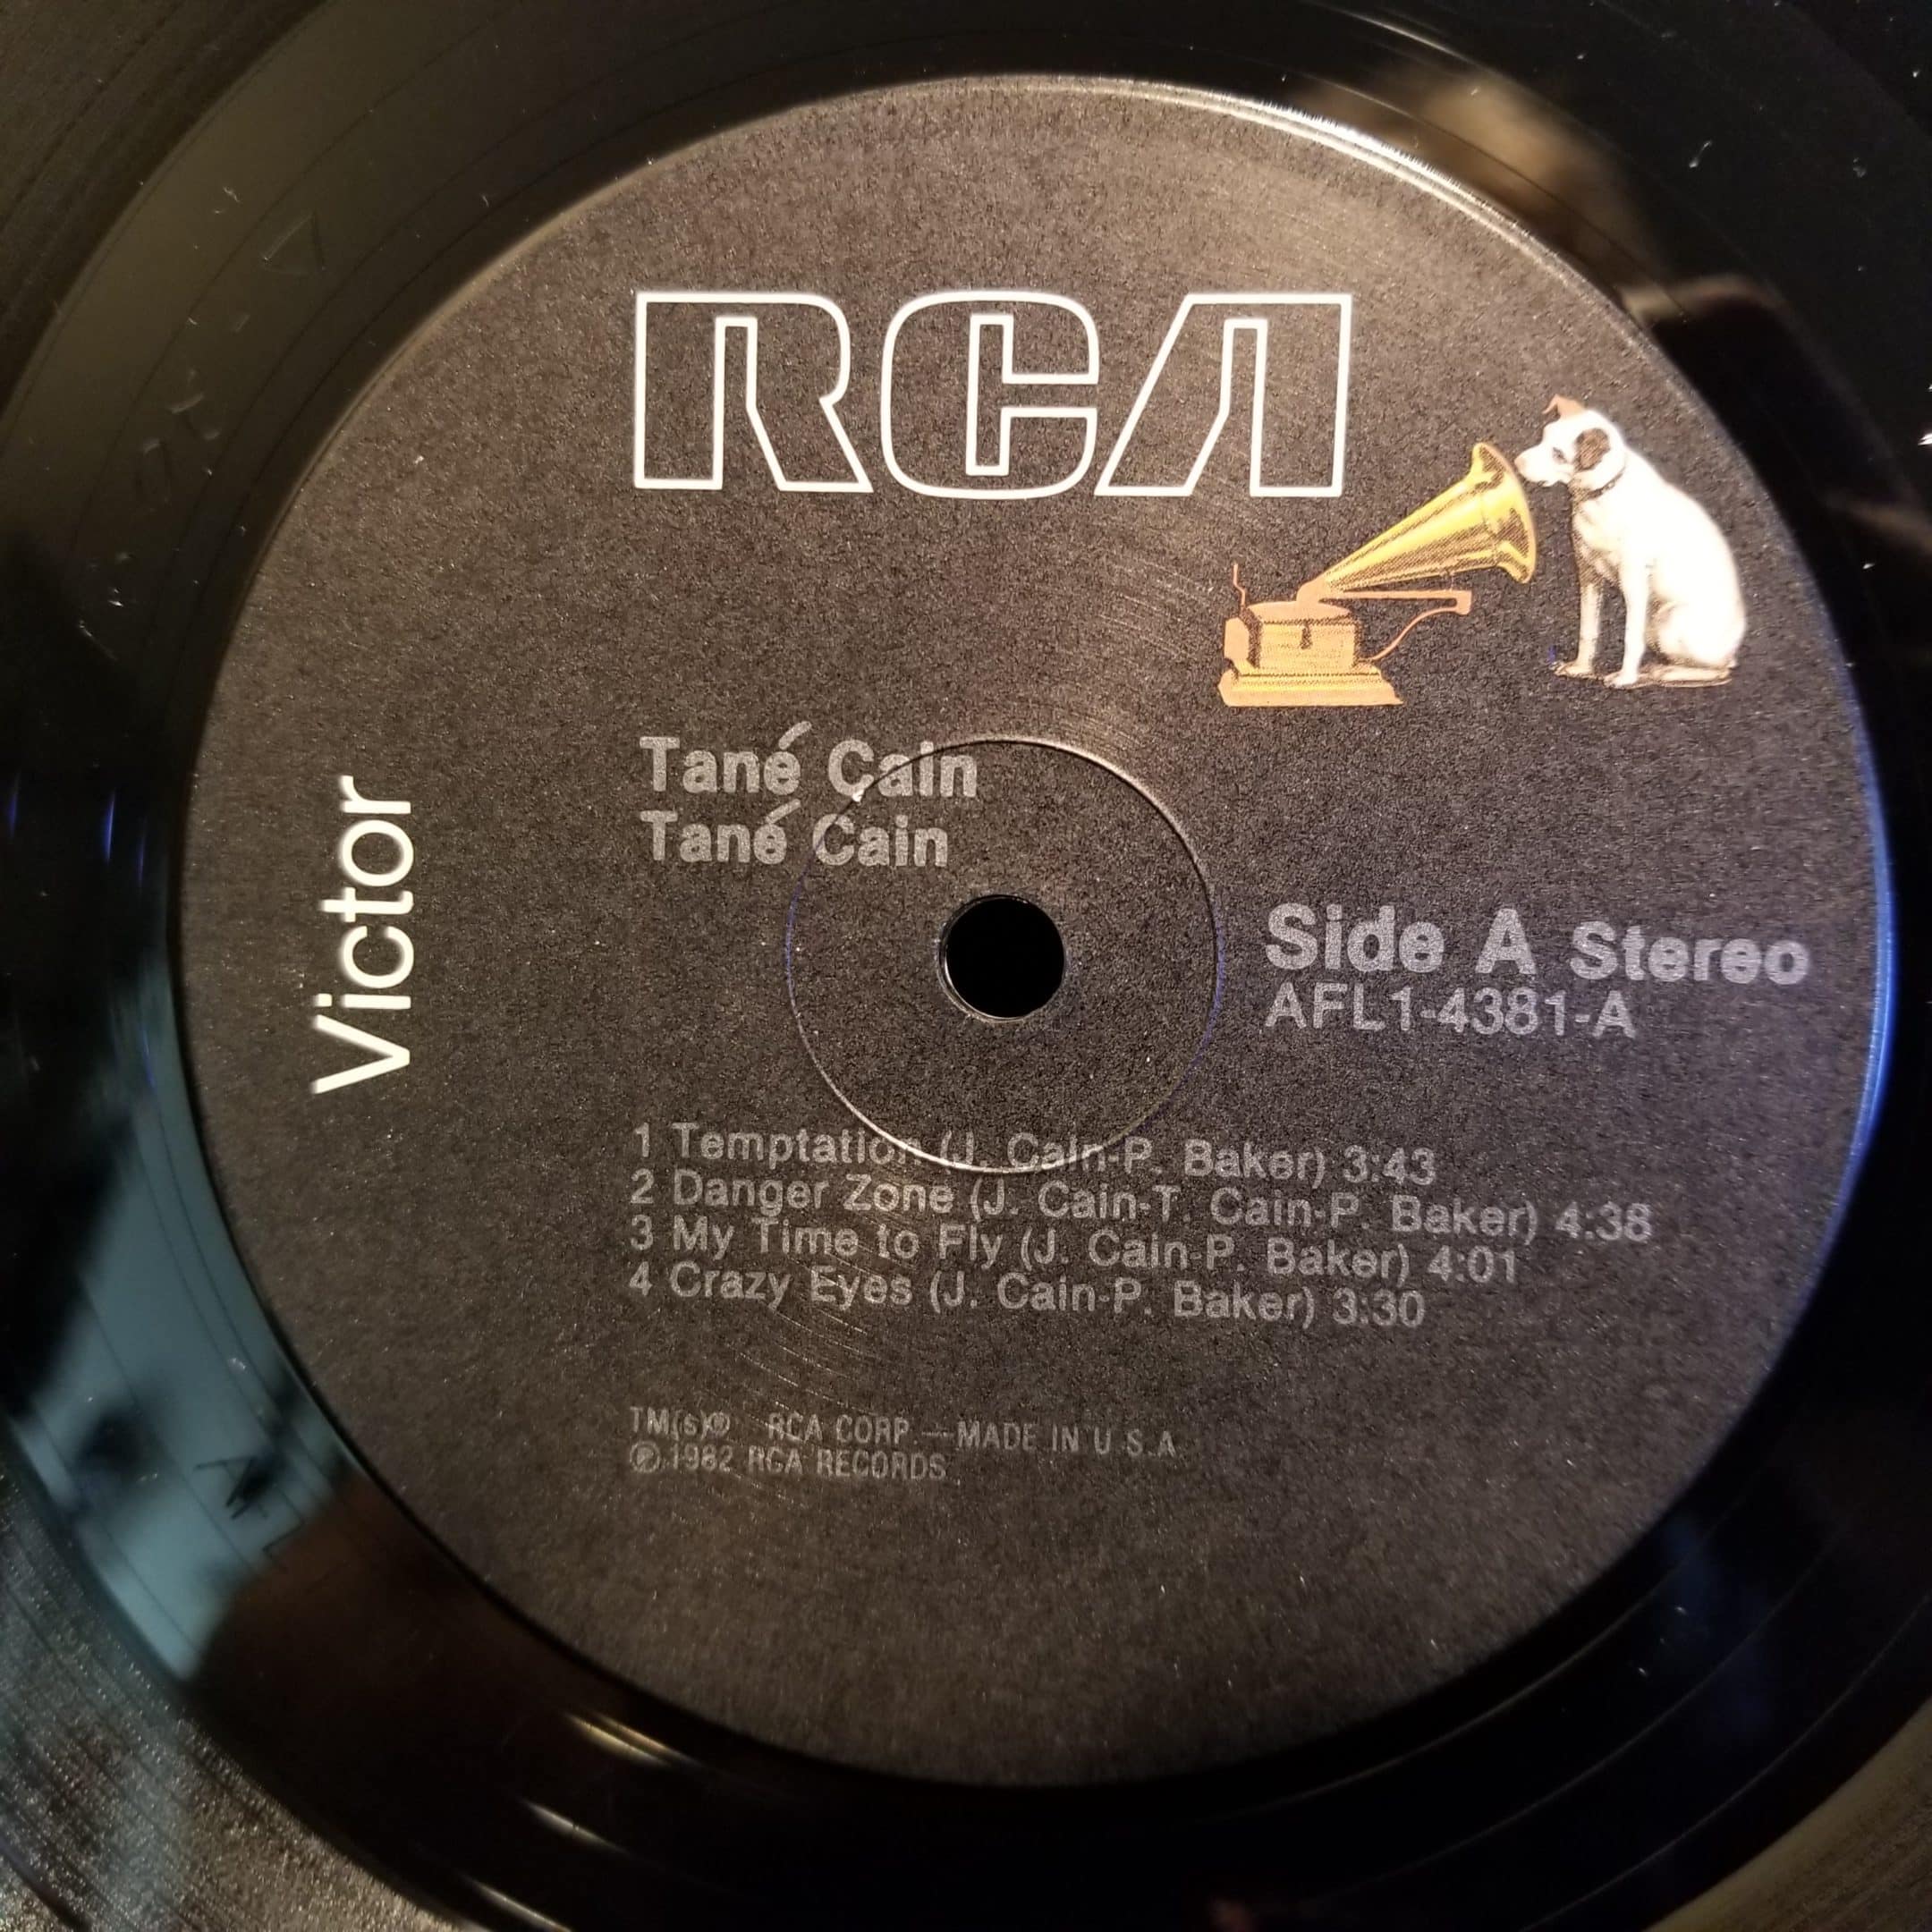 RCA
Victor
Tané Cain
Tané Cain
Side A Stereo
AFL1-4381-A
1 Temptation (J. Cain-P. Baker) 3:43
2 Danger Zone (J. Cain-T. Cain-P. Baker) 4:38
3 My Time to Fly (J. Cain-P. Baker) 4:01
4 Crazy Eyes (J. Cain-P. Baker) 3:30
TM(s)® RCA CORP.—MADE IN U.S.A.
℗ 1982 RCA RECORDS